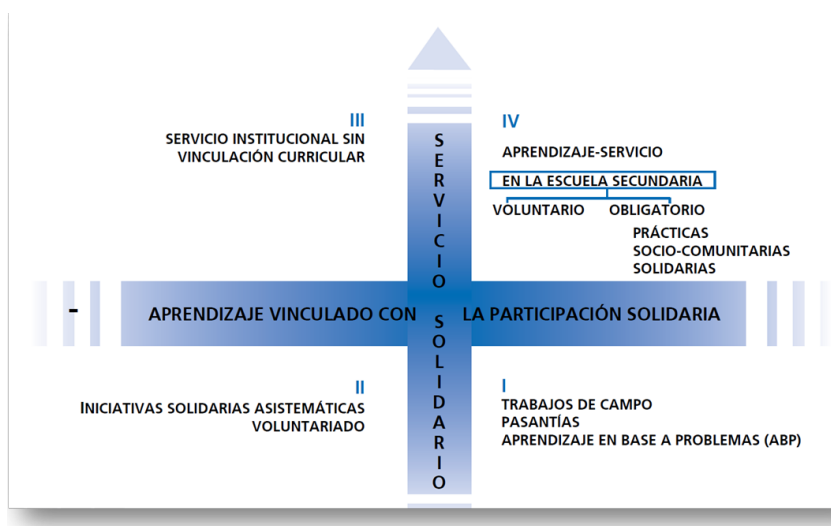 III
SERVICIO INSTITUCIONAL SIN
VINCULACIÓN CURRICULAR
IV
APRENDIZAJE-SERVICIO
EN LA ESCUELA SECUNDARIA
VOLUNTARIO OBLIGATORIO
PRÁCTICAS
SOCIO-COMUNITARIAS
SOLIDARIAS
SERVICIO SOLIDARIO
- APRENDIZAJE VINCULADO CON LA PARTICIPACIÓN SOLIDARIA
II
INICIATIVAS SOLIDARIAS ASISTEMÁTICAS
VOLUNTARIADO
I
TRABAJOS DE CAMPO
PASANTÍAS
APRENDIZAJE EN BASE A PROBLEMAS (ABP)